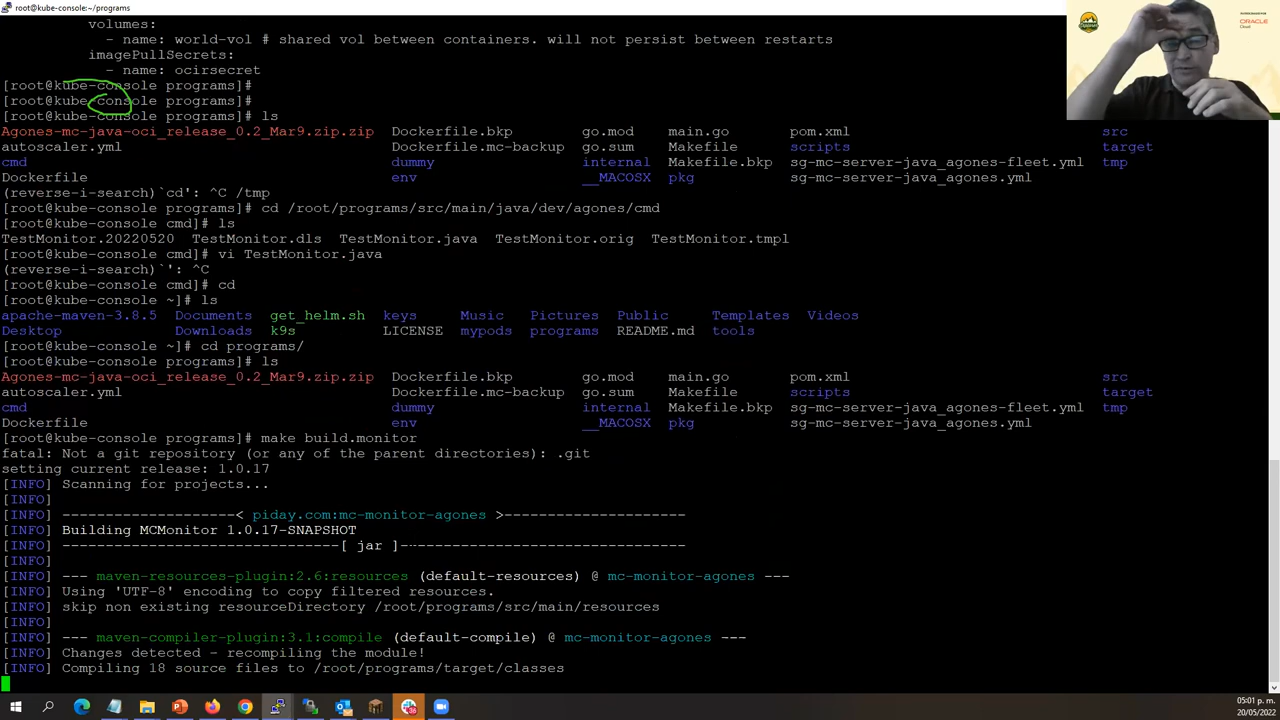 root@kube-console:~/programs
volumes:
- name: world-vol # shared vol between containers. will not persist between restarts
imagePullSecrets:
- name: ocirsecret
[root@kube-console programs]#
[root@kube-console programs]#
[root@kube-console programs]# ls
Agones-mc-java-oci_release_0.2_Mar9.zip.zip Dockerfile.bkp go.mod main.go pom.xml src
autoscaler.yml Dockerfile.mc-backup go.sum Makefile scripts target
cmd dummy internal Makefile.bkp sg-mc-server-java_agones-fleet.yml tmp
Dockerfile env __MACOSX pkg sg-mc-server-java_agones.yml
(reverse-i-search)`cd': ^C /tmp
[root@kube-console programs]# cd /root/programs/src/main/java/dev/agones/cmd
[root@kube-console cmd]# ls
TestMonitor.20220520 TestMonitor.dls TestMonitor.java TestMonitor.orig TestMonitor.tmpl
[root@kube-console cmd]# vi TestMonitor.java
(reverse-i-search)`': ^C
[root@kube-console cmd]# cd
[root@kube-console ~]# ls
apache-maven-3.8.5 Documents get_helm.sh keys Music Pictures Public Templates Videos
Desktop Downloads k9s LICENSE mypods programs README.md tools
[root@kube-console ~]# cd programs/
[root@kube-console programs]# ls
Agones-mc-java-oci_release_0.2_Mar9.zip.zip Dockerfile.bkp go.mod main.go pom.xml src
autoscaler.yml Dockerfile.mc-backup go.sum Makefile scripts target
cmd dummy internal Makefile.bkp sg-mc-server-java_agones-fleet.yml tmp
Dockerfile env __MACOSX pkg sg-mc-server-java_agones.yml
[root@kube-console programs]# make build.monitor
fatal: Not a git repository (or any of the parent directories): .git
setting current release: 1.0.17
[INFO] Scanning for projects...
[INFO]
[INFO] -------------------< piday.com:mc-monitor-agones >--------------------
[INFO] Building MCMonitor 1.0.17-SNAPSHOT
[INFO] --------------------------------[ jar ]---------------------------------
[INFO]
[INFO] --- maven-resources-plugin:2.6:resources (default-resources) @ mc-monitor-agones ---
[INFO] Using 'UTF-8' encoding to copy filtered resources.
[INFO] skip non existing resourceDirectory /root/programs/src/main/resources
[INFO]
[INFO] --- maven-compiler-plugin:3.1:compile (default-compile) @ mc-monitor-agones ---
[INFO] Changes detected - recompiling the module!
[INFO] Compiling 18 source files to /root/programs/target/classes
ORACLE
Cloud
05:01 p. m.
20/05/2022